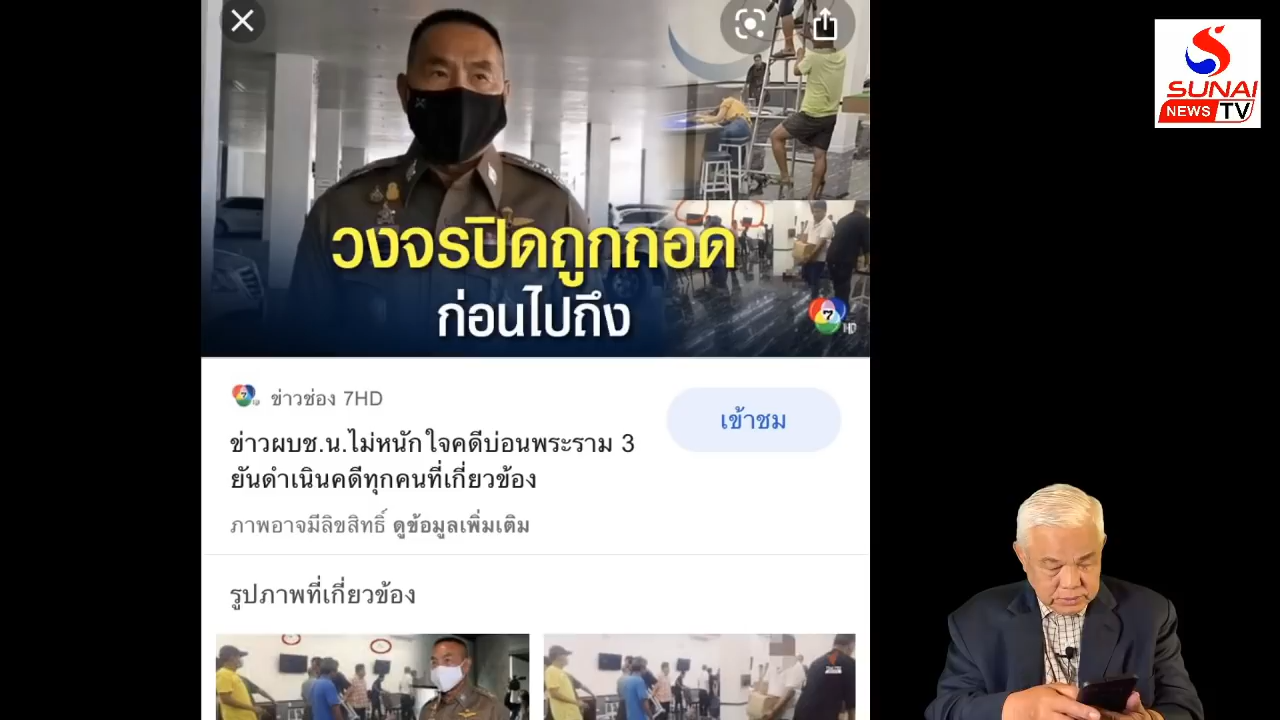 SUNAI
NEWS TV
วงจรปิดถูกถอด
ก่อนไปถึง
7HD
ข่าวช่อง 7HD
เข้าชม
ข่าวผบช.น.ไม่หนักใจคดีบ่อนพระราม 3
ยันดำเนินคดีทุกคนที่เกี่ยวข้อง
ภาพอาจมีลิขสิทธิ์ ดูข้อมูลเพิ่มเติม
รูปภาพที่เกี่ยวข้อง